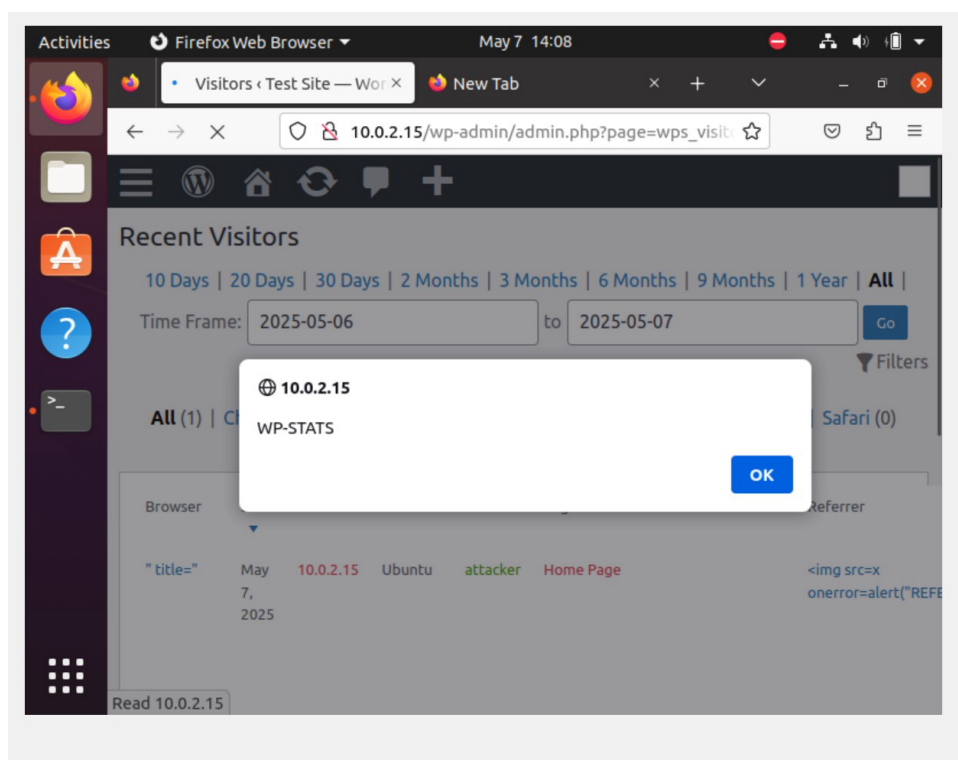 Activities Firefox Web Browser May 7 14:08
Visitors ‹ Test Site — Wor New Tab
10.0.2.15/wp-admin/admin.php?page=wps_visit
Recent Visitors
10 Days | 20 Days | 30 Days | 2 Months | 3 Months | 6 Months | 9 Months | 1 Year | All |
Time Frame: 2025-05-06 to 2025-05-07 Go
Filters
10.0.2.15
All (1) | Safari (0)
WP-STATS
OK
Browser Referrer
" title=" May 10.0.2.15 Ubuntu attacker Home Page <img src=x
7, onerror=alert("REFE
2025
Read 10.0.2.15